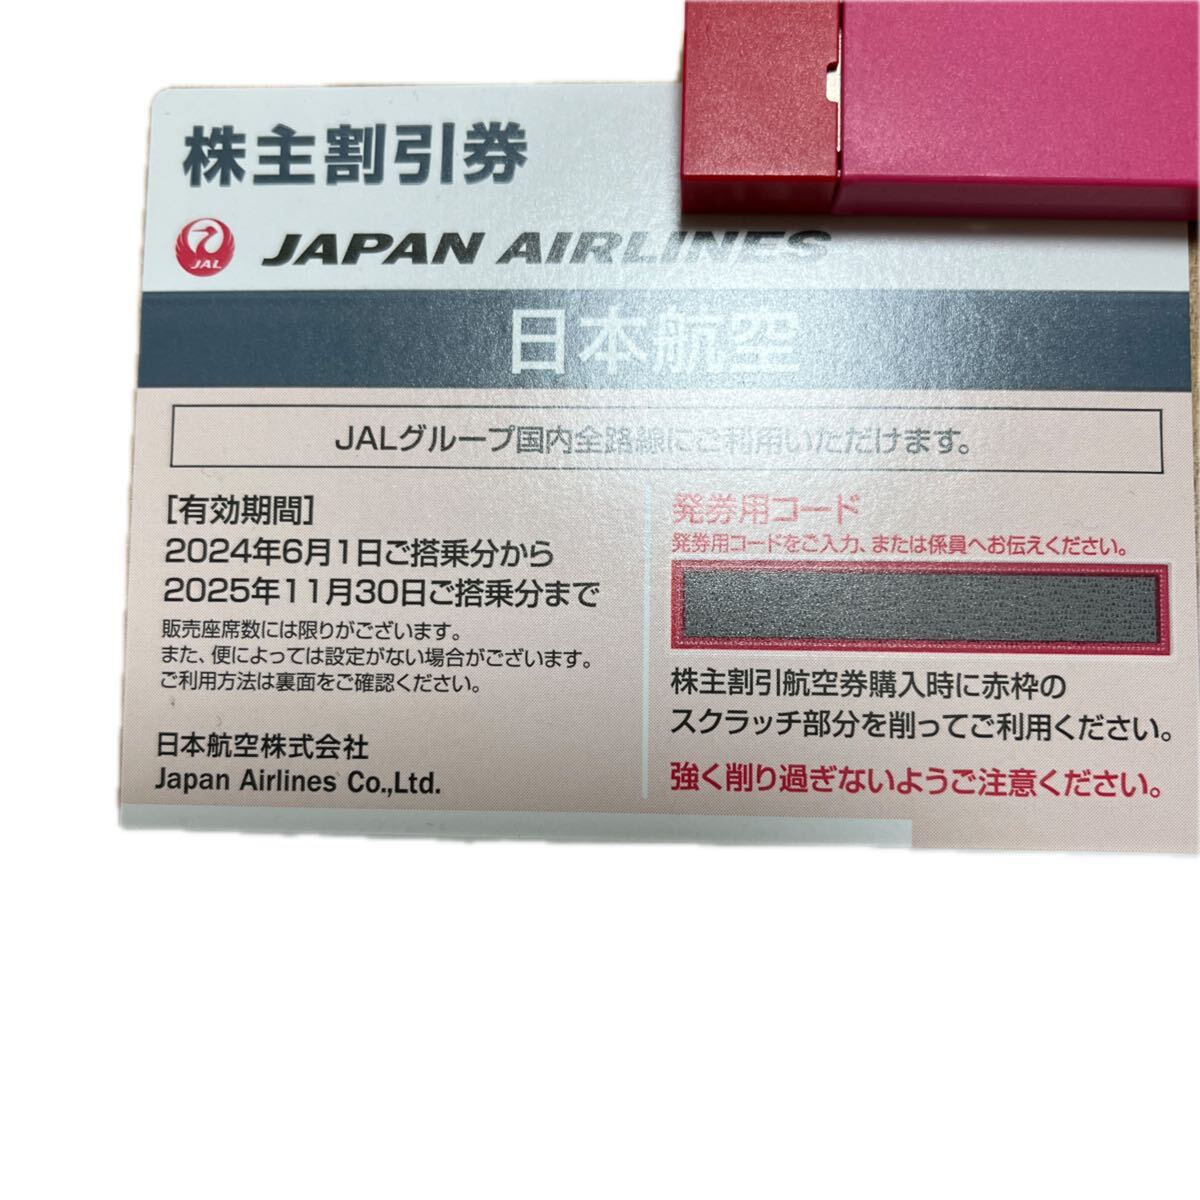 株主割引券
JAL JAPAN AIRLINES
日本航空
JALグループ国内全路線にご利用いただけます。
[有効期間]
2024年6月1日ご搭乗分から
2025年11月30日ご搭乗分まで
販売座席数には限りがございます。
また、便によっては設定がない場合がございます。
ご利用方法は裏面をご確認ください。
日本航空株式会社
Japan Airlines Co.,Ltd.
発券用コード
発券用コードをご入力、または係員へお伝えください。
株主割引航空券購入時に赤枠の
スクラッチ部分を削ってご利用ください。
強く削り過ぎないようご注意ください。